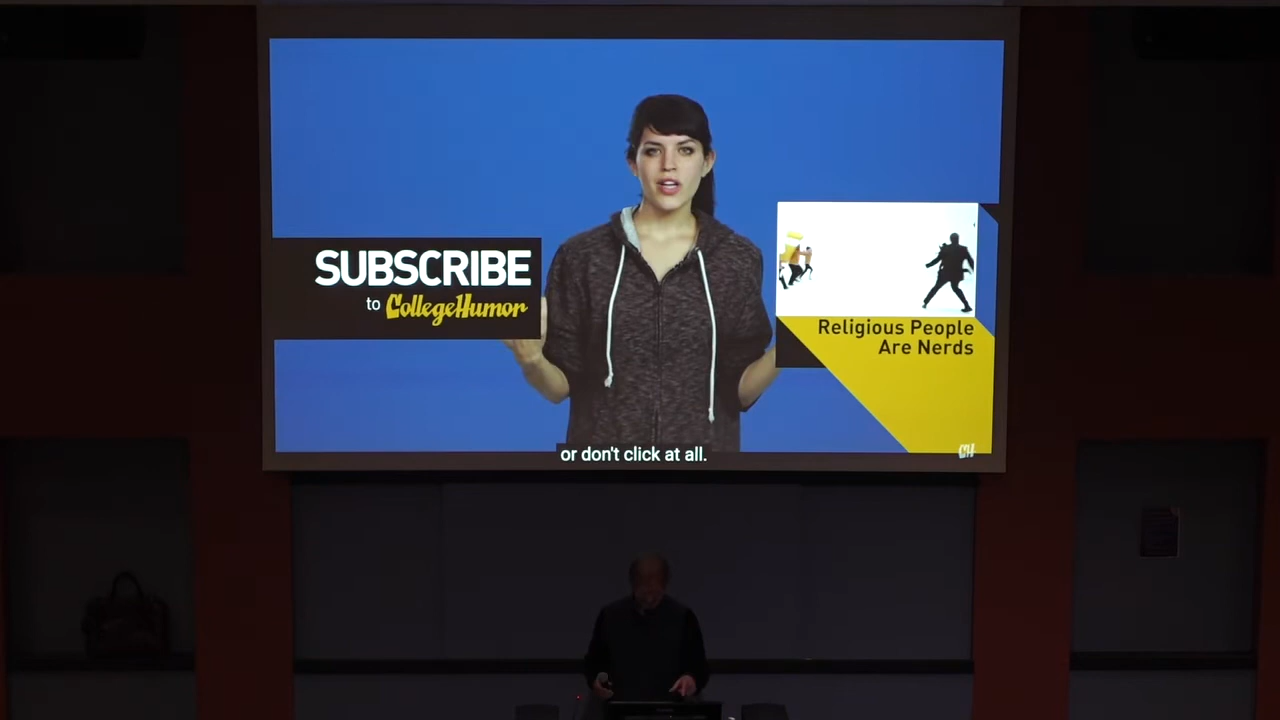 SUBSCRIBE
to CollegeHumor
Religious People
Are Nerds
CH
or don't click at all.